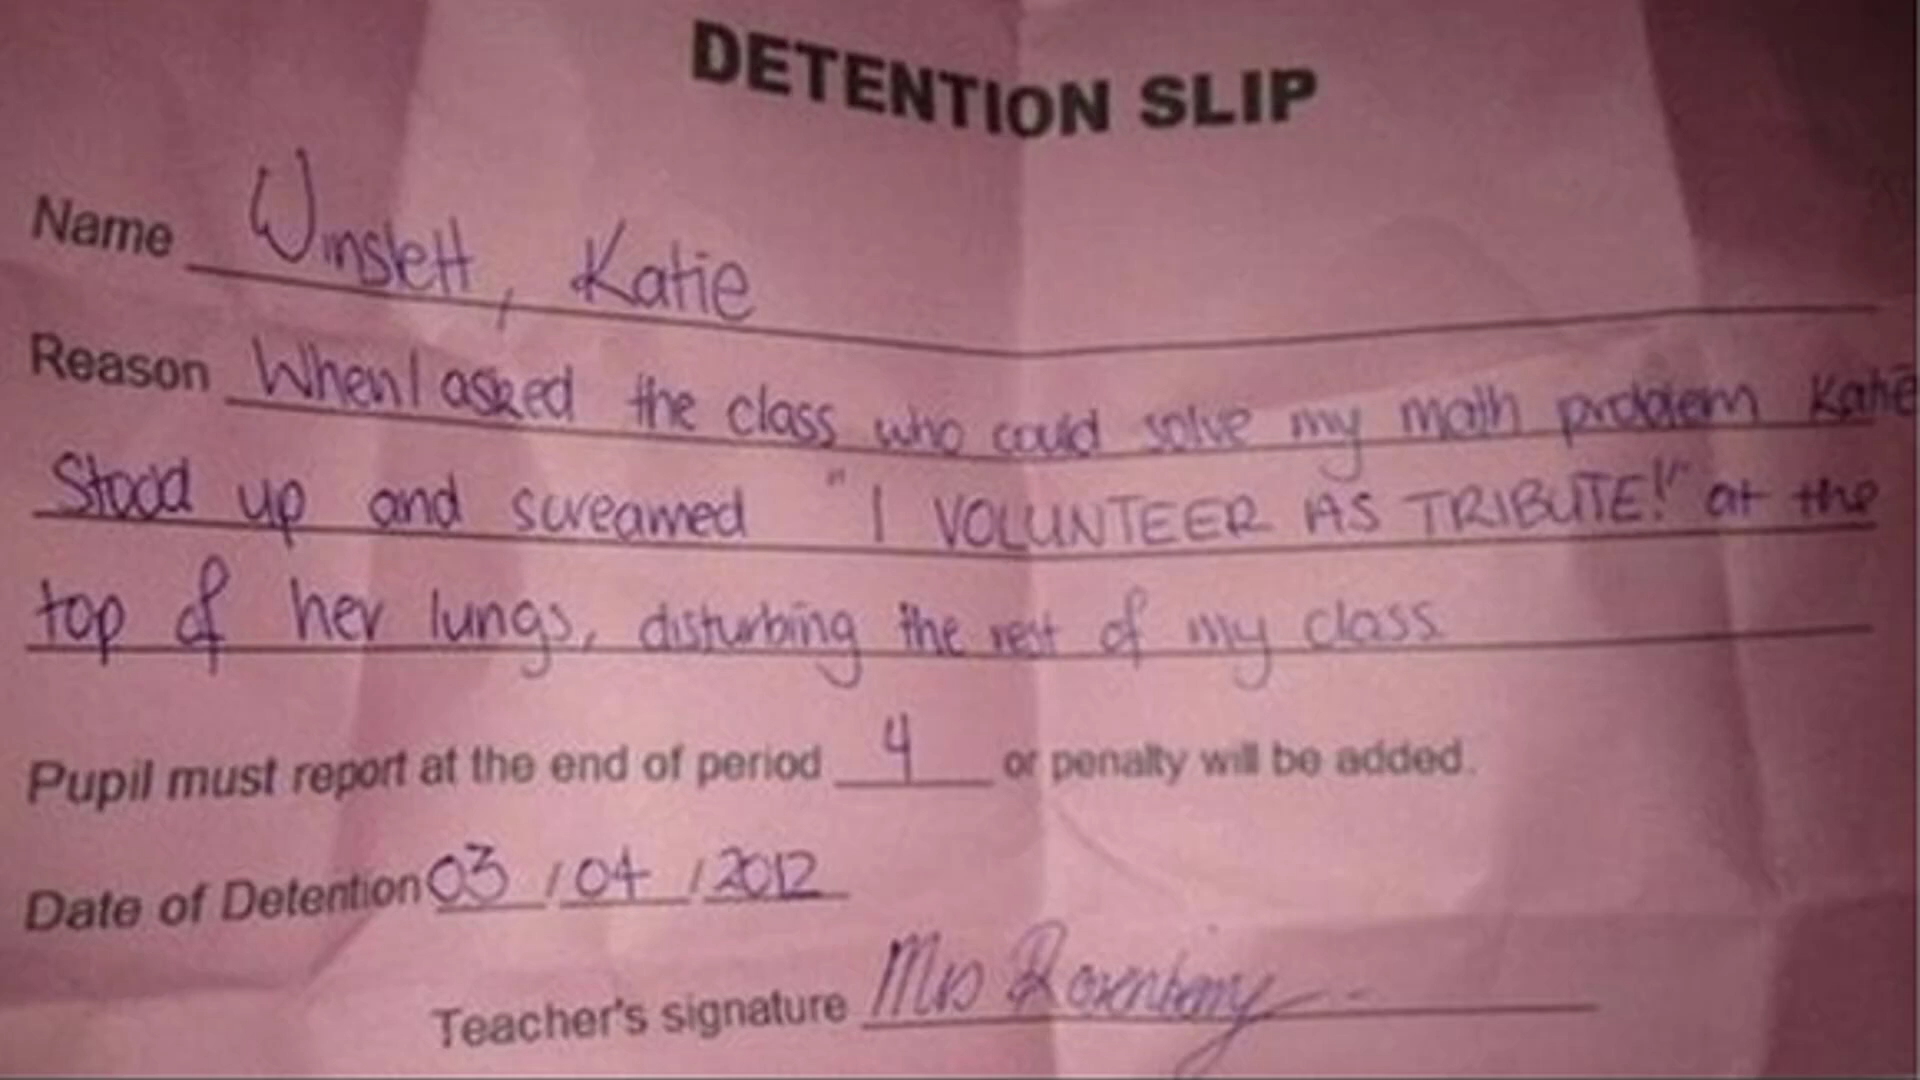 DETENTION SLIP
Name Winslett, Katie
Reason When I asked the class who could solve my math problem Katie
Stood up and screamed "I VOLUNTEER AS TRIBUTE!" at the
top of her lungs, disturbing the rest of my class
Pupil must report at the end of period 4 or penalty will be added.
Date of Detention 03 / 04 / 2012
Teacher's signature Mrs